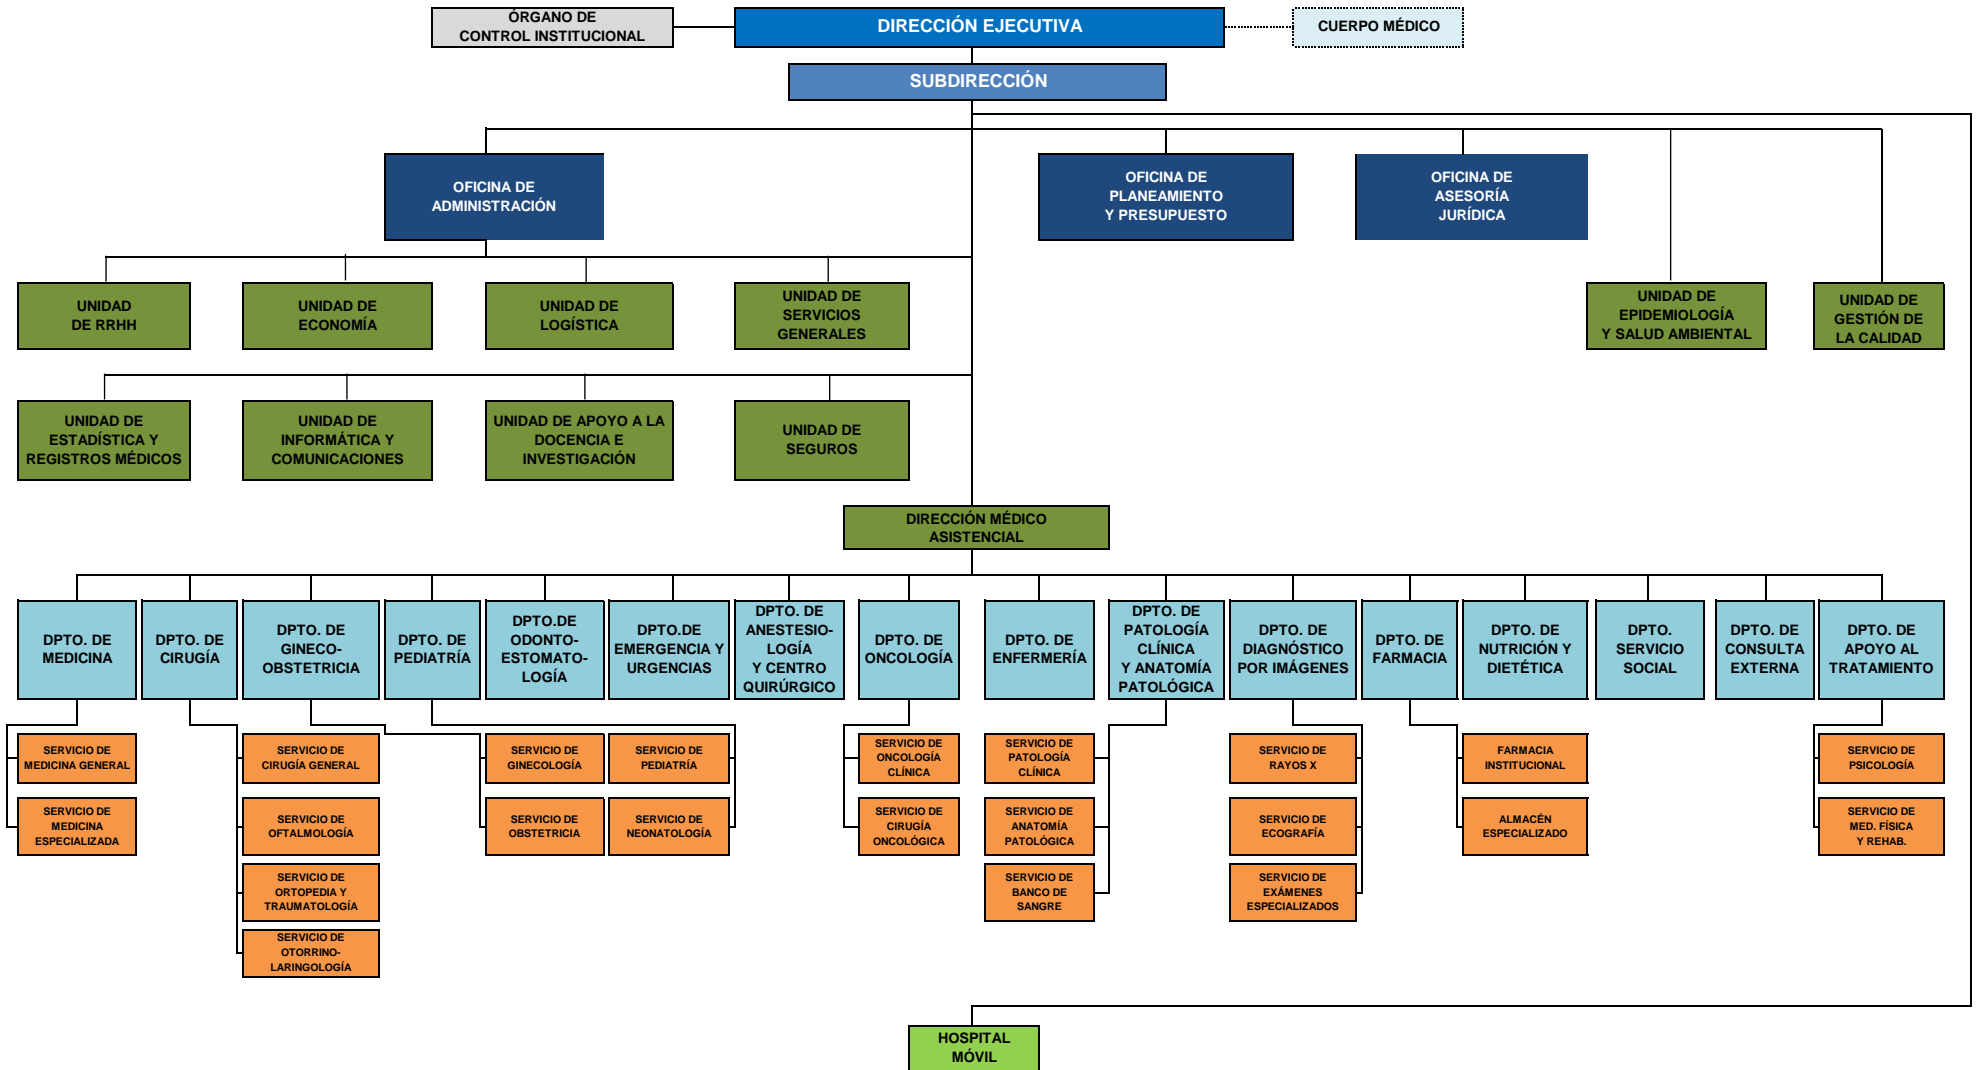 ÓRGANO DE
CONTROL INSTITUCIONAL
DIRECCIÓN EJECUTIVA
CUERPO MÉDICO
SUBDIRECCIÓN
OFICINA DE
ADMINISTRACIÓN
OFICINA DE
PLANEAMIENTO
Y PRESUPUESTO
OFICINA DE
ASESORÍA
JURÍDICA
UNIDAD
DE RRHH
UNIDAD DE
ECONOMÍA
UNIDAD DE
LOGÍSTICA
UNIDAD DE
SERVICIOS
GENERALES
UNIDAD DE
EPIDEMIOLOGÍA
Y SALUD AMBIENTAL
UNIDAD DE
GESTIÓN DE
LA CALIDAD
UNIDAD DE
ESTADÍSTICA Y
REGISTROS MÉDICOS
UNIDAD DE
INFORMÁTICA Y
COMUNICACIONES
UNIDAD DE APOYO A LA
DOCENCIA E
INVESTIGACIÓN
UNIDAD DE
SEGUROS
DIRECCIÓN MÉDICO
ASISTENCIAL
DPTO. DE
MEDICINA
DPTO. DE
CIRUGÍA
DPTO. DE
GINECO-
OBSTETRICIA
DPTO. DE
PEDIATRÍA
DPTO.DE
ODONTO-
ESTOMATO-
LOGÍA
DPTO.DE
EMERGENCIA Y
URGENCIAS
DPTO. DE
ANESTESIO-
LOGÍA
Y CENTRO
QUIRÚRGICO
DPTO. DE
ONCOLOGÍA
DPTO. DE
ENFERMERÍA
DPTO. DE
PATOLOGÍA
CLÍNICA
Y ANATOMÍA
PATOLÓGICA
DPTO. DE
DIAGNÓSTICO
POR IMÁGENES
DPTO. DE
FARMACIA
DPTO. DE
NUTRICIÓN Y
DIETÉTICA
DPTO.
SERVICIO
SOCIAL
DPTO. DE
CONSULTA
EXTERNA
DPTO. DE
APOYO AL
TRATAMIENTO
SERVICIO DE
MEDICINA GENERAL
SERVICIO DE
CIRUGÍA GENERAL
SERVICIO DE
GINECOLOGÍA
SERVICIO DE
PEDIATRÍA
SERVICIO DE
ONCOLOGÍA
CLÍNICA
SERVICIO DE
PATOLOGÍA
CLÍNICA
SERVICIO DE
RAYOS X
FARMACIA
INSTITUCIONAL
SERVICIO DE
PSICOLOGÍA
SERVICIO DE
MEDICINA
ESPECIALIZADA
SERVICIO DE
OFTALMOLOGÍA
SERVICIO DE
OBSTETRICIA
SERVICIO DE
NEONATOLOGÍA
SERVICIO DE
CIRUGÍA
ONCOLÓGICA
SERVICIO DE
ANATOMÍA
PATOLÓGICA
SERVICIO DE
ECOGRAFÍA
ALMACÉN
ESPECIALIZADO
SERVICIO DE
MED. FÍSICA
Y REHAB.
SERVICIO DE
ORTOPEDIA Y
TRAUMATOLOGÍA
SERVICIO DE
BANCO DE
SANGRE
SERVICIO DE
EXÁMENES
ESPECIALIZADOS
SERVICIO DE
OTORRINO-
LARINGOLOGÍA
HOSPITAL
MÓVIL